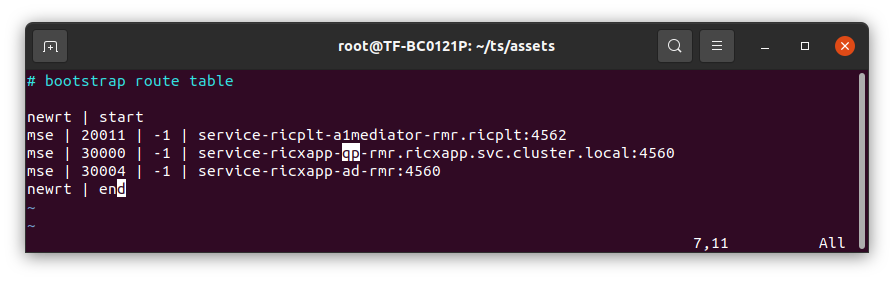 root@TF-BC0121P: ~/ts/assets
# bootstrap route table
newrt | start
mse | 20011 | -1 | service-ricplt-a1mediator-rmr.ricplt:4562
mse | 30000 | -1 | service-ricxapp-qp-rmr.ricxapp.svc.cluster.local:4560
mse | 30004 | -1 | service-ricxapp-ad-rmr:4560
newrt | end
~
~
7,11 All